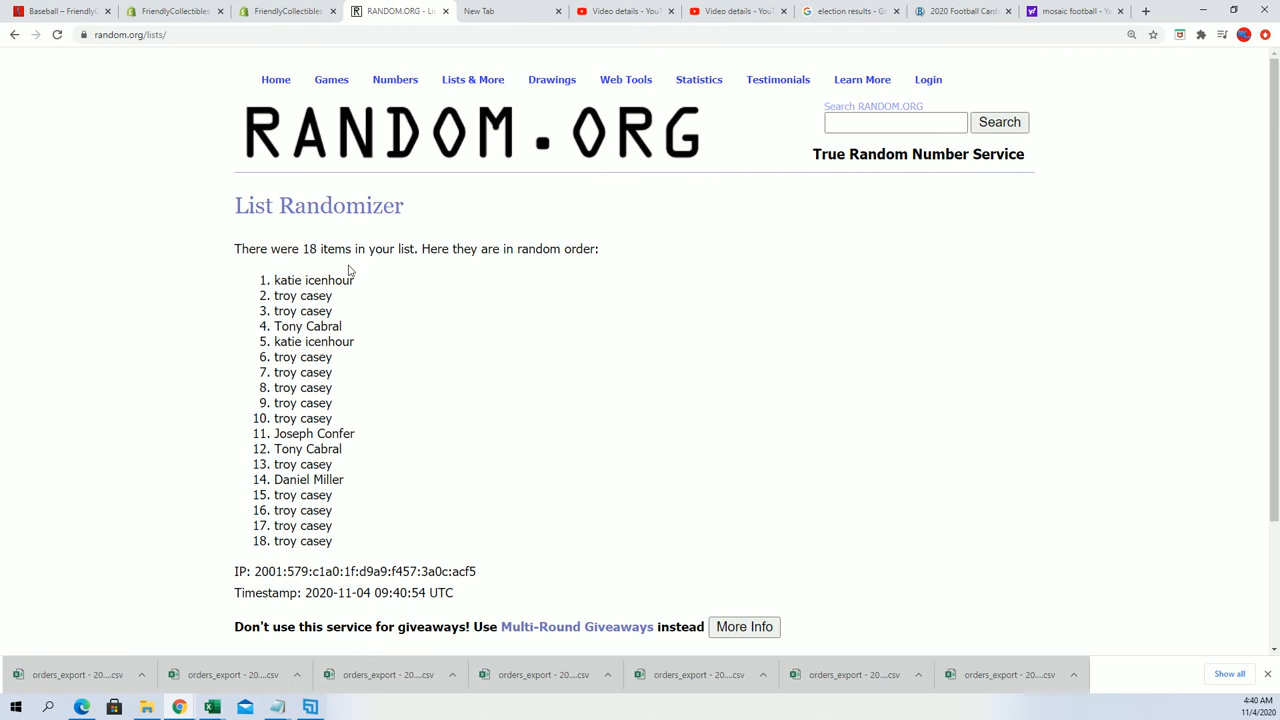 Baseball – FriendlyC
FriendlyCollectibles
FriendlyCollectibles
RANDOM.ORG - Lis
New Tab
Video details - YouT
Video details - YouT
election results - Go
2020 Football Cards
mosaic football - Ya
random.org/lists/
Home Games Numbers Lists & More Drawings Web Tools Statistics Testimonials Learn More Login
RANDOM.ORG
Search RANDOM.ORG
Search
True Random Number Service
List Randomizer
There were 18 items in your list. Here they are in random order:
1. katie icenhour
2. troy casey
3. troy casey
4. Tony Cabral
5. katie icenhour
6. troy casey
7. troy casey
8. troy casey
9. troy casey
10. troy casey
11. Joseph Confer
12. Tony Cabral
13. troy casey
14. Daniel Miller
15. troy casey
16. troy casey
17. troy casey
18. troy casey
IP: 2001:579:c1a0:1f:d9a9:f457:3a0c:acf5
Timestamp: 2020-11-04 09:40:54 UTC
Don't use this service for giveaways! Use Multi-Round Giveaways instead More Info
orders_export - 20....csv orders_export - 20....csv orders_export - 20....csv orders_export - 20....csv orders_export - 20....csv orders_export - 20....csv orders_export - 20....csv Show all
4:40 AM
11/4/2020